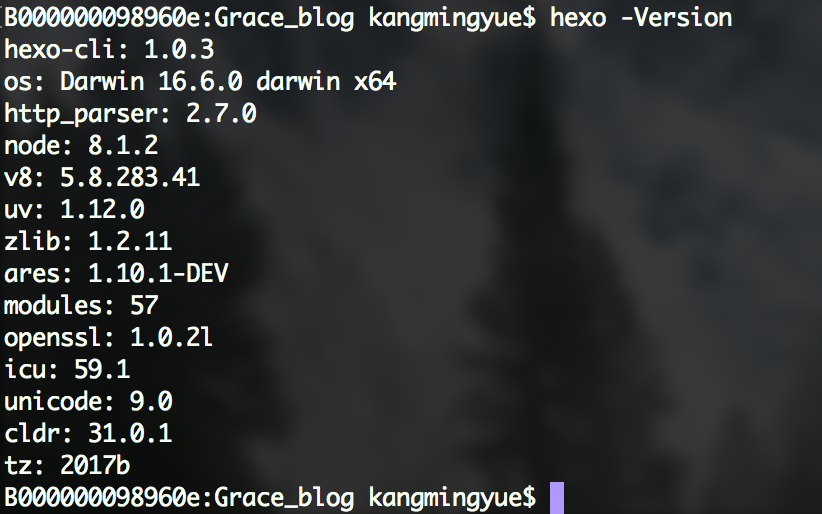 B000000098960e:Grace_blog kangmingyue$ hexo -Version
hexo-cli: 1.0.3
os: Darwin 16.6.0 darwin x64
http_parser: 2.7.0
node: 8.1.2
v8: 5.8.283.41
uv: 1.12.0
zlib: 1.2.11
ares: 1.10.1-DEV
modules: 57
openssl: 1.0.2l
icu: 59.1
unicode: 9.0
cldr: 31.0.1
tz: 2017b
B000000098960e:Grace_blog kangmingyue$